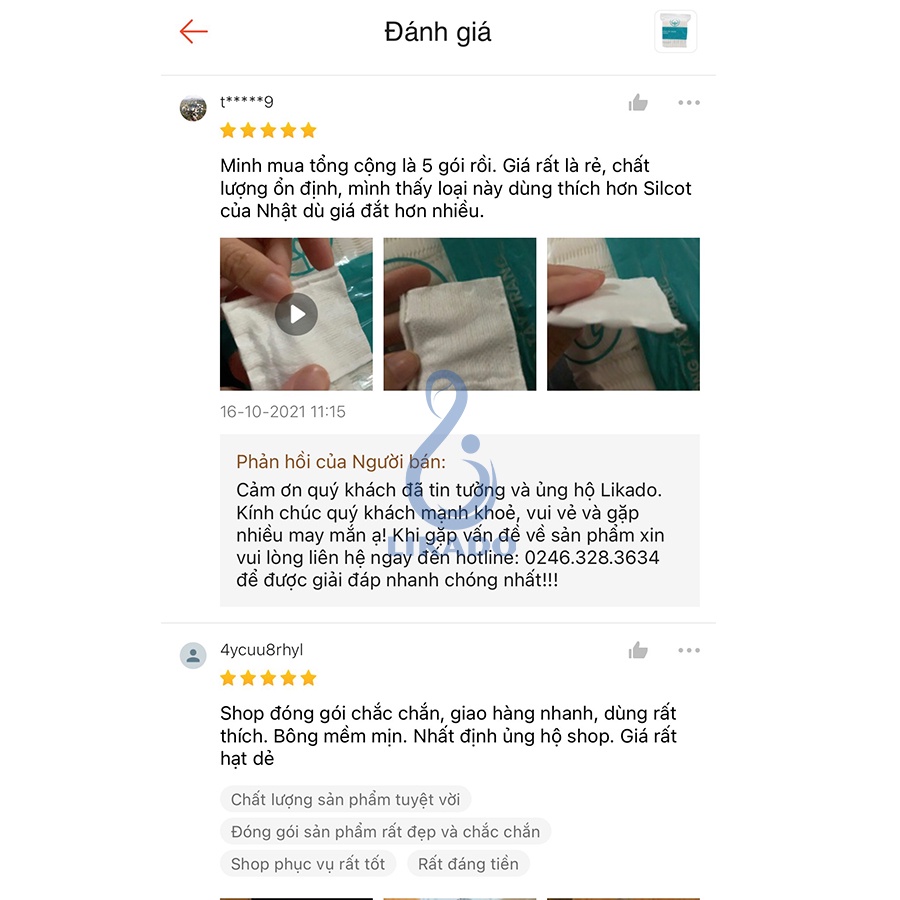 Đánh giá
t*****9
Minh mua tổng cộng là 5 gói rồi. Giá rất là rẻ, chất
lượng ổn định, mình thấy loại này dùng thích hơn Silcot
của Nhật dù giá đắt hơn nhiều.
TẨY TRANG
16-10-2021 11:15
Phản hồi của Người bán:
Cảm ơn quý khách đã tin tưởng và ủng hộ Likado.
Kính chúc quý khách mạnh khoẻ, vui vẻ và gặp
nhiều may mắn ạ! Khi gặp vấn đề về sản phẩm xin
LIKADO
vui lòng liên hệ ngay đến hotline: 0246.328.3634
để được giải đáp nhanh chóng nhất!!!
4ycuu8rhyl
Shop đóng gói chắc chắn, giao hàng nhanh, dùng rất
thích. Bông mềm mịn. Nhất định ủng hộ shop. Giá rất
hạt dẻ
Chất lượng sản phẩm tuyệt vời
Đóng gói sản phẩm rất đẹp và chắc chắn
Shop phục vụ rất tốt
Rất đáng tiền